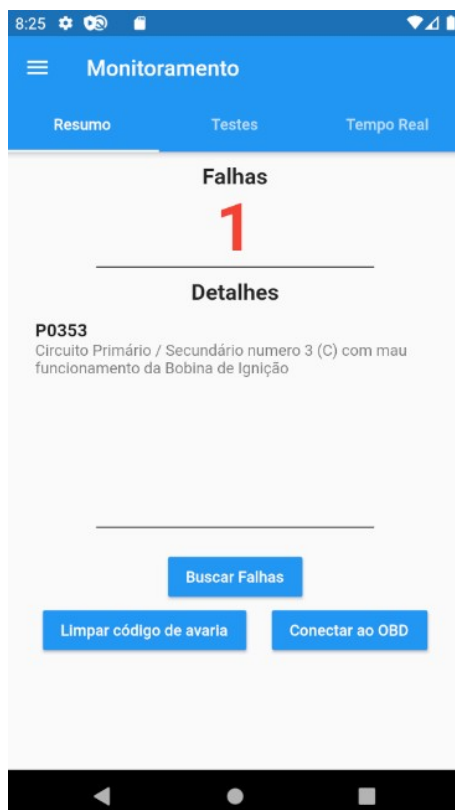 8:25
Monitoramento
Resumo Testes Tempo Real
Falhas
1
Detalhes
P0353
Circuito Primário / Secundário numero 3 (C) com mau
funcionamento da Bobina de Ignição
Buscar Falhas
Limpar código de avaria Conectar ao OBD